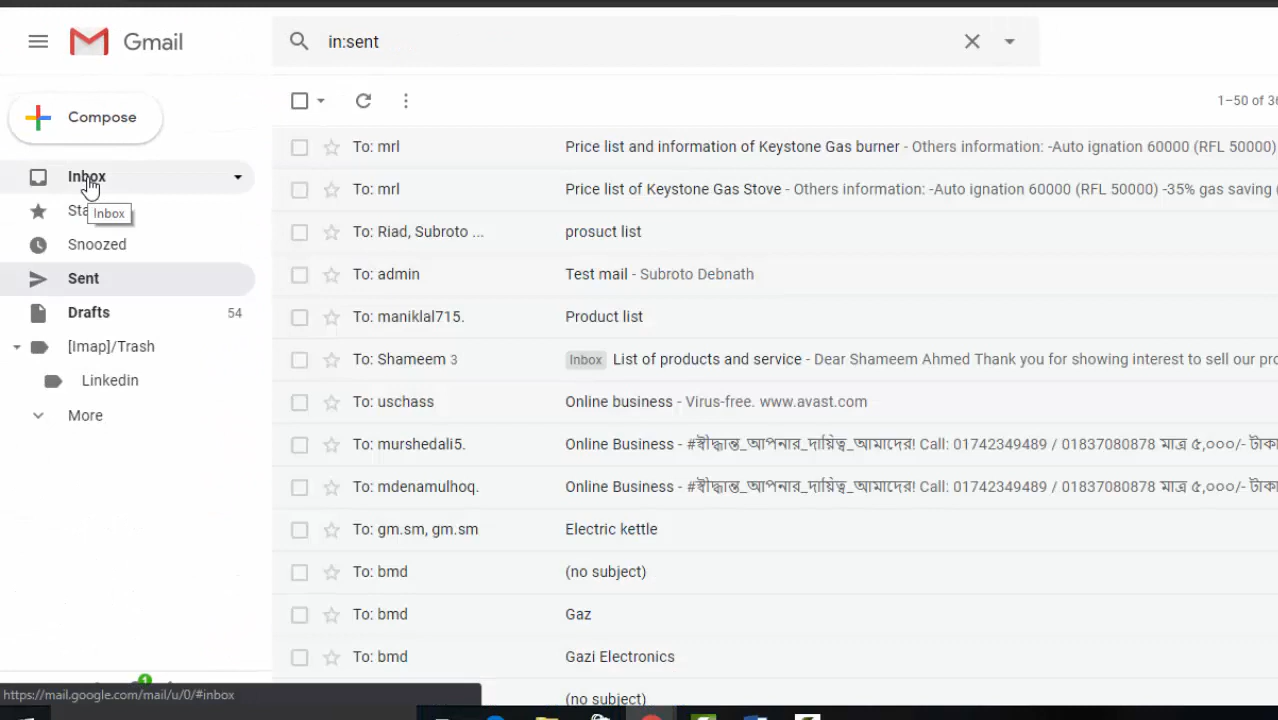 Gmail
in:sent
Compose
1–50 of 36
Inbox
Inbox
Snoozed
Sent
Drafts 54
[Imap]/Trash
Linkedin
More
To: mrl Price list and information of Keystone Gas burner - Others information: -Auto ignation 60000 (RFL 50000)
To: mrl Price list of Keystone Gas Stove - Others information: -Auto ignation 60000 (RFL 50000) -35% gas saving (
To: Riad, Subroto ... prosust list
To: admin Test mail - Subroto Debnath
To: maniklal715. Product list
To: Shameem 3 Inbox List of products and service - Dear Shameem Ahmed Thank you for showing interest to sell our pro
To: uschass Online business - Virus-free. www.avast.com
To: murshedali5. Online Business - #স্বীদ্ধান্ত_আপনার_দায়িত্ব_আমাদের! Call: 01742349489 / 01837080878 মাত্র ৫,০০০/- টাকা
To: mdenamulhoq. Online Business - #স্বীদ্ধান্ত_আপনার_দায়িত্ব_আমাদের! Call: 01742349489 / 01837080878 মাত্র ৫,০০০/- টাকা
To: gm.sm, gm.sm Electric kettle
To: bmd (no subject)
To: bmd Gaz
To: bmd Gazi Electronics
(no subject)
https://mail.google.com/mail/u/0/#inbox